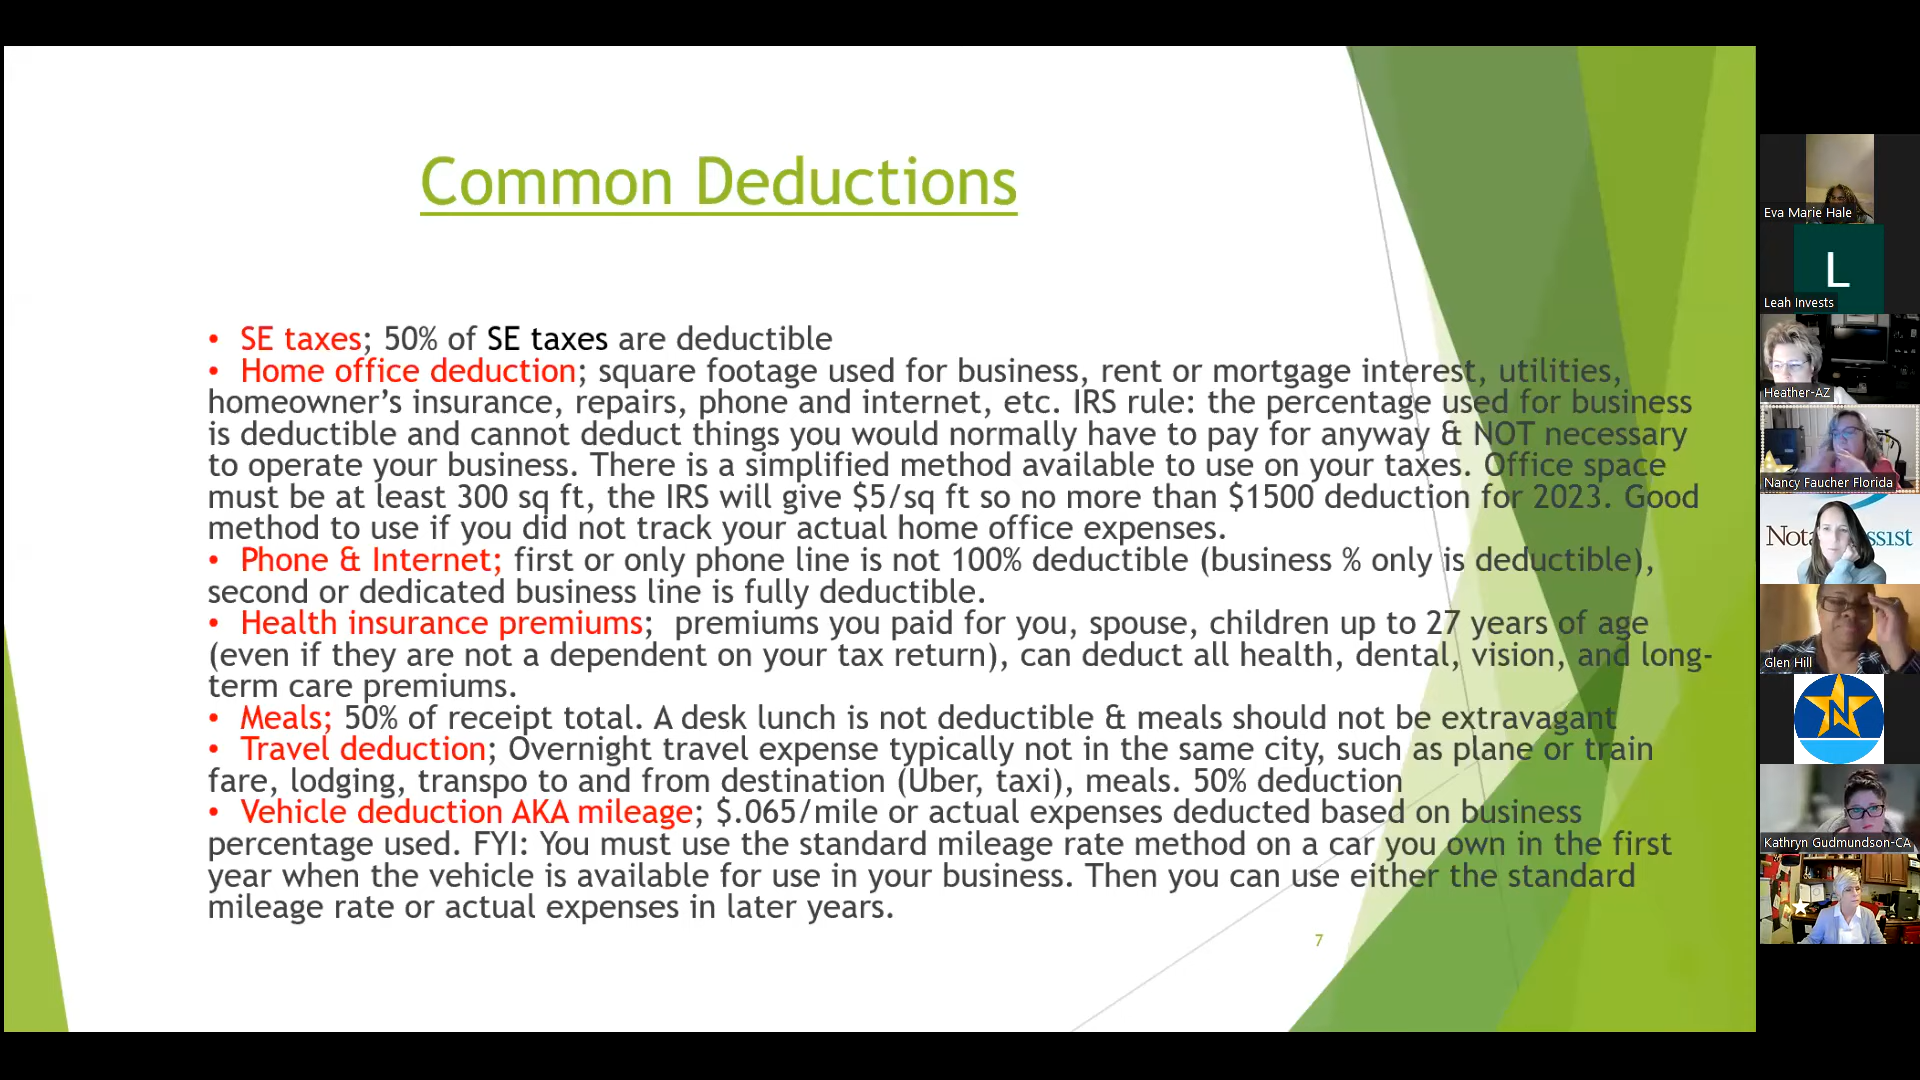 Common Deductions
• SE taxes; 50% of SE taxes are deductible
• Home office deduction; square footage used for business, rent or mortgage interest, utilities,
homeowner’s insurance, repairs, phone and internet, etc. IRS rule: the percentage used for business
is deductible and cannot deduct things you would normally have to pay for anyway & NOT necessary
to operate your business. There is a simplified method available to use on your taxes. Office space
must be at least 300 sq ft, the IRS will give $5/sq ft so no more than $1500 deduction for 2023. Good
method to use if you did not track your actual home office expenses.
• Phone & Internet; first or only phone line is not 100% deductible (business % only is deductible),
second or dedicated business line is fully deductible.
• Health insurance premiums; premiums you paid for you, spouse, children up to 27 years of age
(even if they are not a dependent on your tax return), can deduct all health, dental, vision, and long-
term care premiums.
• Meals; 50% of receipt total. A desk lunch is not deductible & meals should not be extravagant
• Travel deduction; Overnight travel expense typically not in the same city, such as plane or train
fare, lodging, transpo to and from destination (Uber, taxi), meals. 50% deduction
• Vehicle deduction AKA mileage; $.065/mile or actual expenses deducted based on business
percentage used. FYI: You must use the standard mileage rate method on a car you own in the first
year when the vehicle is available for use in your business. Then you can use either the standard
mileage rate or actual expenses in later years.
7
Eva Marie Hale
L
Leah Invests
Heather-AZ
Nancy Faucher Florida
Glen Hill
N
Kathryn Gudmundson-CA